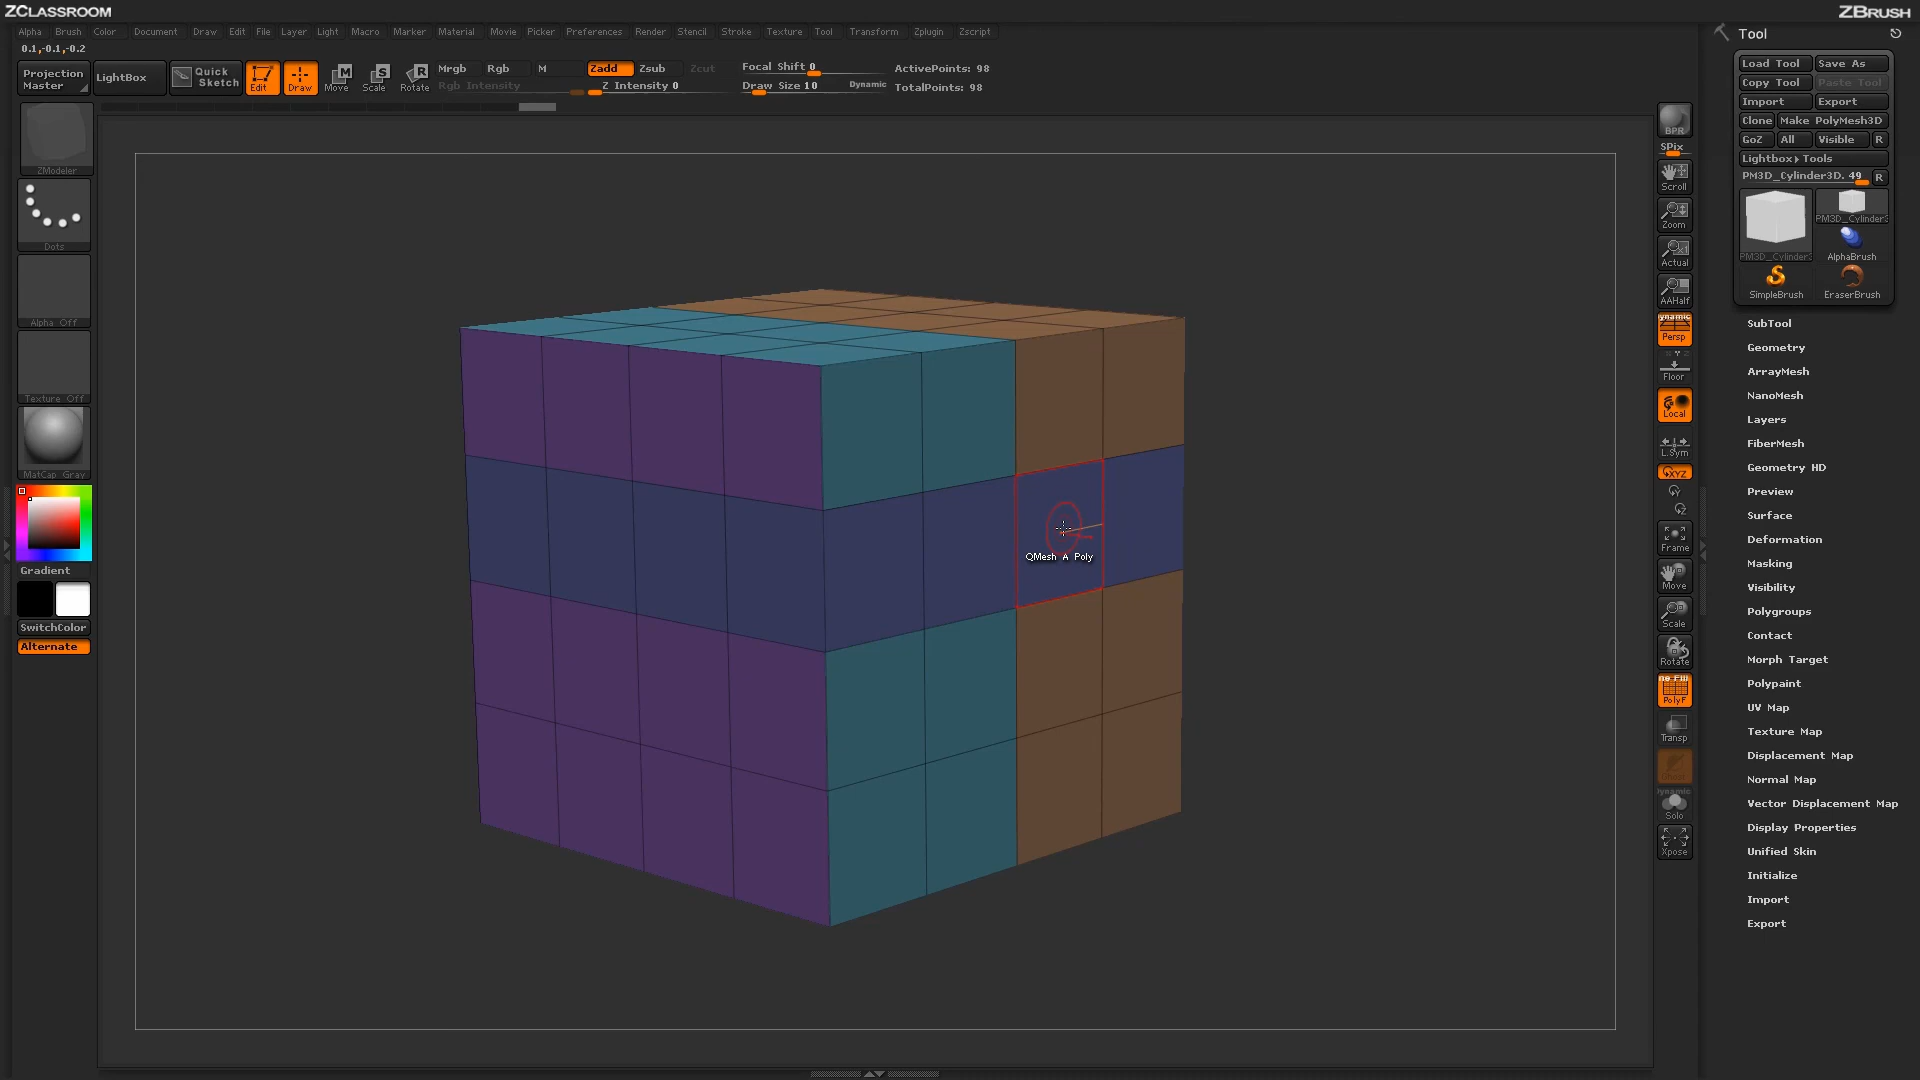 ZCLASSROOM
ZBRUSH
Alpha Brush Color Document Draw Edit File Layer Light Macro Marker Material Movie Picker Preferences Render Stencil Stroke Texture Tool Transform Zplugin Zscript
0.1,-0.1,-0.2
Projection Master
LightBox
Quick Sketch
Edit
Draw
Move
Scale
Rotate
Mrgb Rgb M
Rgb Intensity
Zadd Zsub Zcut
Z Intensity 0
Focal Shift 0
Draw Size 10 Dynamic
ActivePoints: 98
TotalPoints: 98
ZModeler
Dots
Alpha Off
Texture Off
MatCap Gray
Gradient
SwitchColor
Alternate
QMesh A Poly
BPR
SPix
Scroll
Zoom
Actual
AAHalf
Persp
Floor
Local
L.Sym
XYZ
Frame
Move
Scale
Rotate
PolyF
Transp
Dynamic
Solo
Xpose
Tool
Load Tool Save As
Copy Tool Paste Tool
Import Export
Clone Make PolyMesh3D
GoZ All Visible R
Lightbox▸Tools
PM3D_Cylinder3D. 49 R
PM3D_Cylinder3
PM3D_Cylinder3
AlphaBrush
SimpleBrush
EraserBrush
SubTool
Geometry
ArrayMesh
NanoMesh
Layers
FiberMesh
Geometry HD
Preview
Surface
Deformation
Masking
Visibility
Polygroups
Contact
Morph Target
Polypaint
UV Map
Texture Map
Displacement Map
Normal Map
Vector Displacement Map
Display Properties
Unified Skin
Initialize
Import
Export